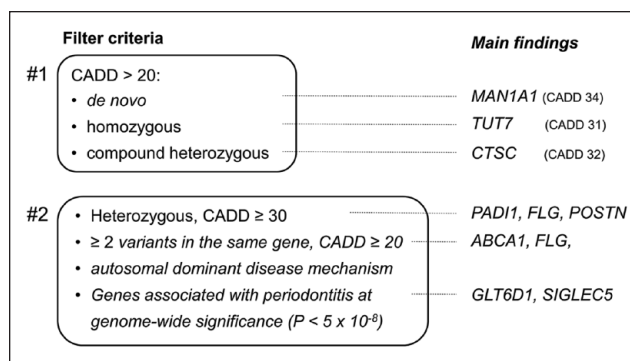 Filter criteria Main findings
#1 CADD > 20:
• de novo MAN1A1 (CADD 34)
• homozygous TUT7 (CADD 31)
• compound heterozygous CTSC (CADD 32)
#2 • Heterozygous, CADD ≥ 30 PADI1, FLG, POSTN
• ≥ 2 variants in the same gene, CADD ≥ 20 ABCA1, FLG,
• autosomal dominant disease mechanism
• Genes associated with periodontitis at GLT6D1, SIGLEC5
genome-wide significance (P < 5 x 10⁻⁸)